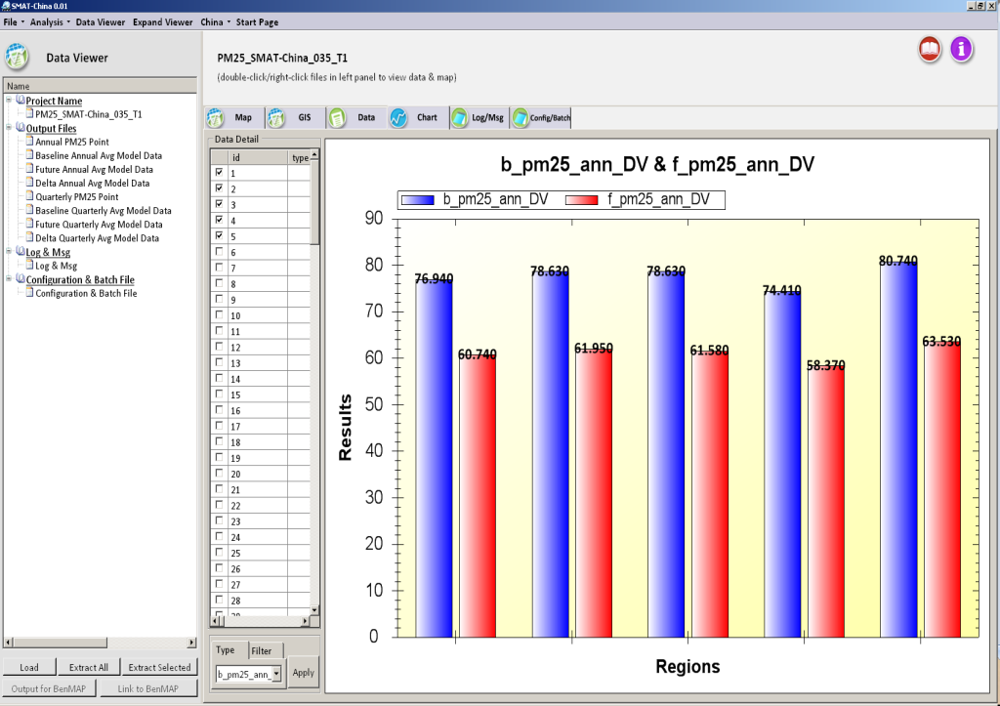 SMAT-China 0.01
File Analysis Data Viewer Expand Viewer China Start Page
Data Viewer
PM25_SMAT-China_035_T1
(double-click/right-click files in left panel to view data & map)
Name
Project Name
PM25_SMAT-China_035_T1
Output Files
Annual PM25 Point
Baseline Annual Avg Model Data
Future Annual Avg Model Data
Delta Annual Avg Model Data
Quarterly PM25 Point
Baseline Quarterly Avg Model Data
Future Quarterly Avg Model Data
Delta Quarterly Avg Model Data
Log & Msg
Log & Msg
Configuration & Batch File
Configuration & Batch File
Load Extract All Extract Selected
Output for BenMAP Link to BenMAP
Map GIS Data Chart Log/Msg Config/Batch
Data Detail
id type
1
2
3
4
5
6
7
8
9
10
11
12
13
14
15
16
17
18
19
20
21
22
23
24
25
26
27
28
Type Filter
b_pm25_ann_ Apply
b_pm25_ann_DV & f_pm25_ann_DV
b_pm25_ann_DV f_pm25_ann_DV
90
80
70
60
50
40
30
20
10
0
Results
76.940 60.740 78.630 61.950 78.630 61.580 74.410 58.370 80.740 63.530
Regions